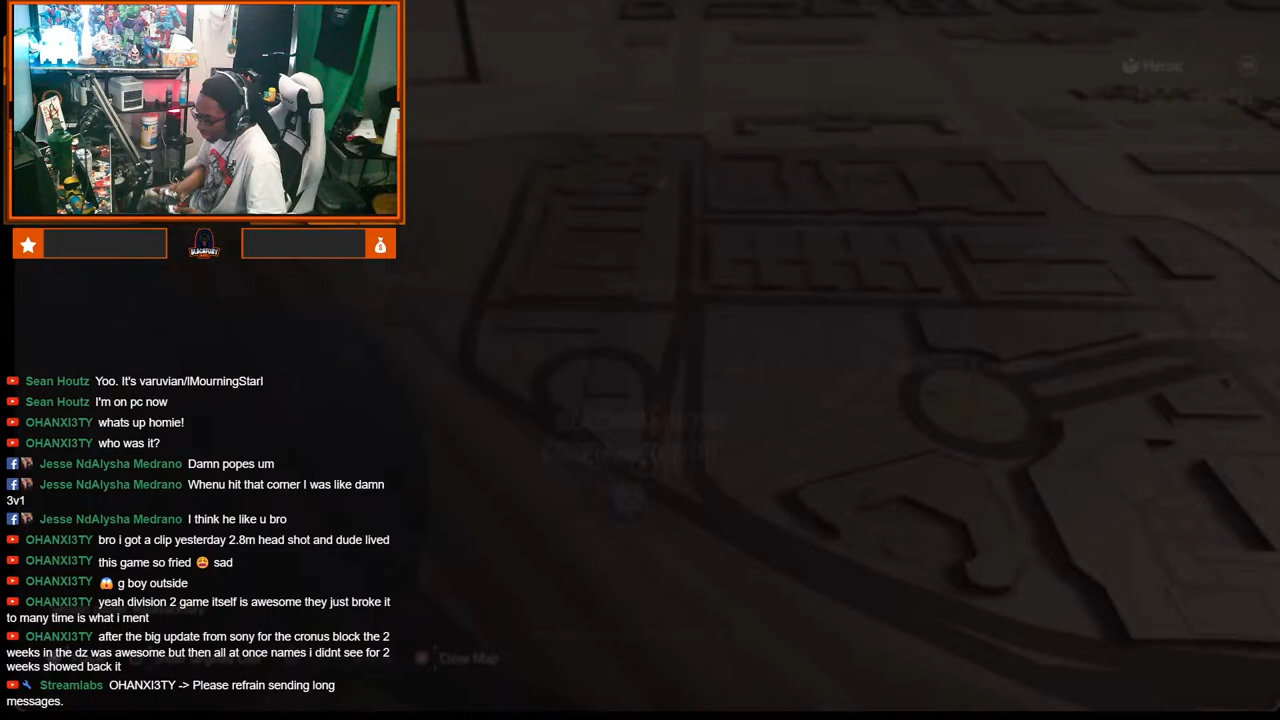 Heroic
Sean Houtz Yoo. It's varuvian/IMourningStarI
Sean Houtz I'm on pc now
OHANXI3TY whats up homie!
OHANXI3TY who was it?
Jesse NdAlysha Medrano Damn popes um
Jesse NdAlysha Medrano Whenu hit that corner I was like damn
3v1
Jesse NdAlysha Medrano I think he like u bro
OHANXI3TY bro i got a clip yesterday 2.8m head shot and dude lived
OHANXI3TY this game so fried 😩 sad
OHANXI3TY 😱 g boy outside
OHANXI3TY yeah division 2 game itself is awesome they just broke it
to many time is what i ment
OHANXI3TY after the big update from sony for the cronus block the 2
weeks in the dz was awesome but then all at once names i didnt see for 2
weeks showed back it
Close Map
Streamlabs OHANXI3TY -> Please refrain sending long
messages.